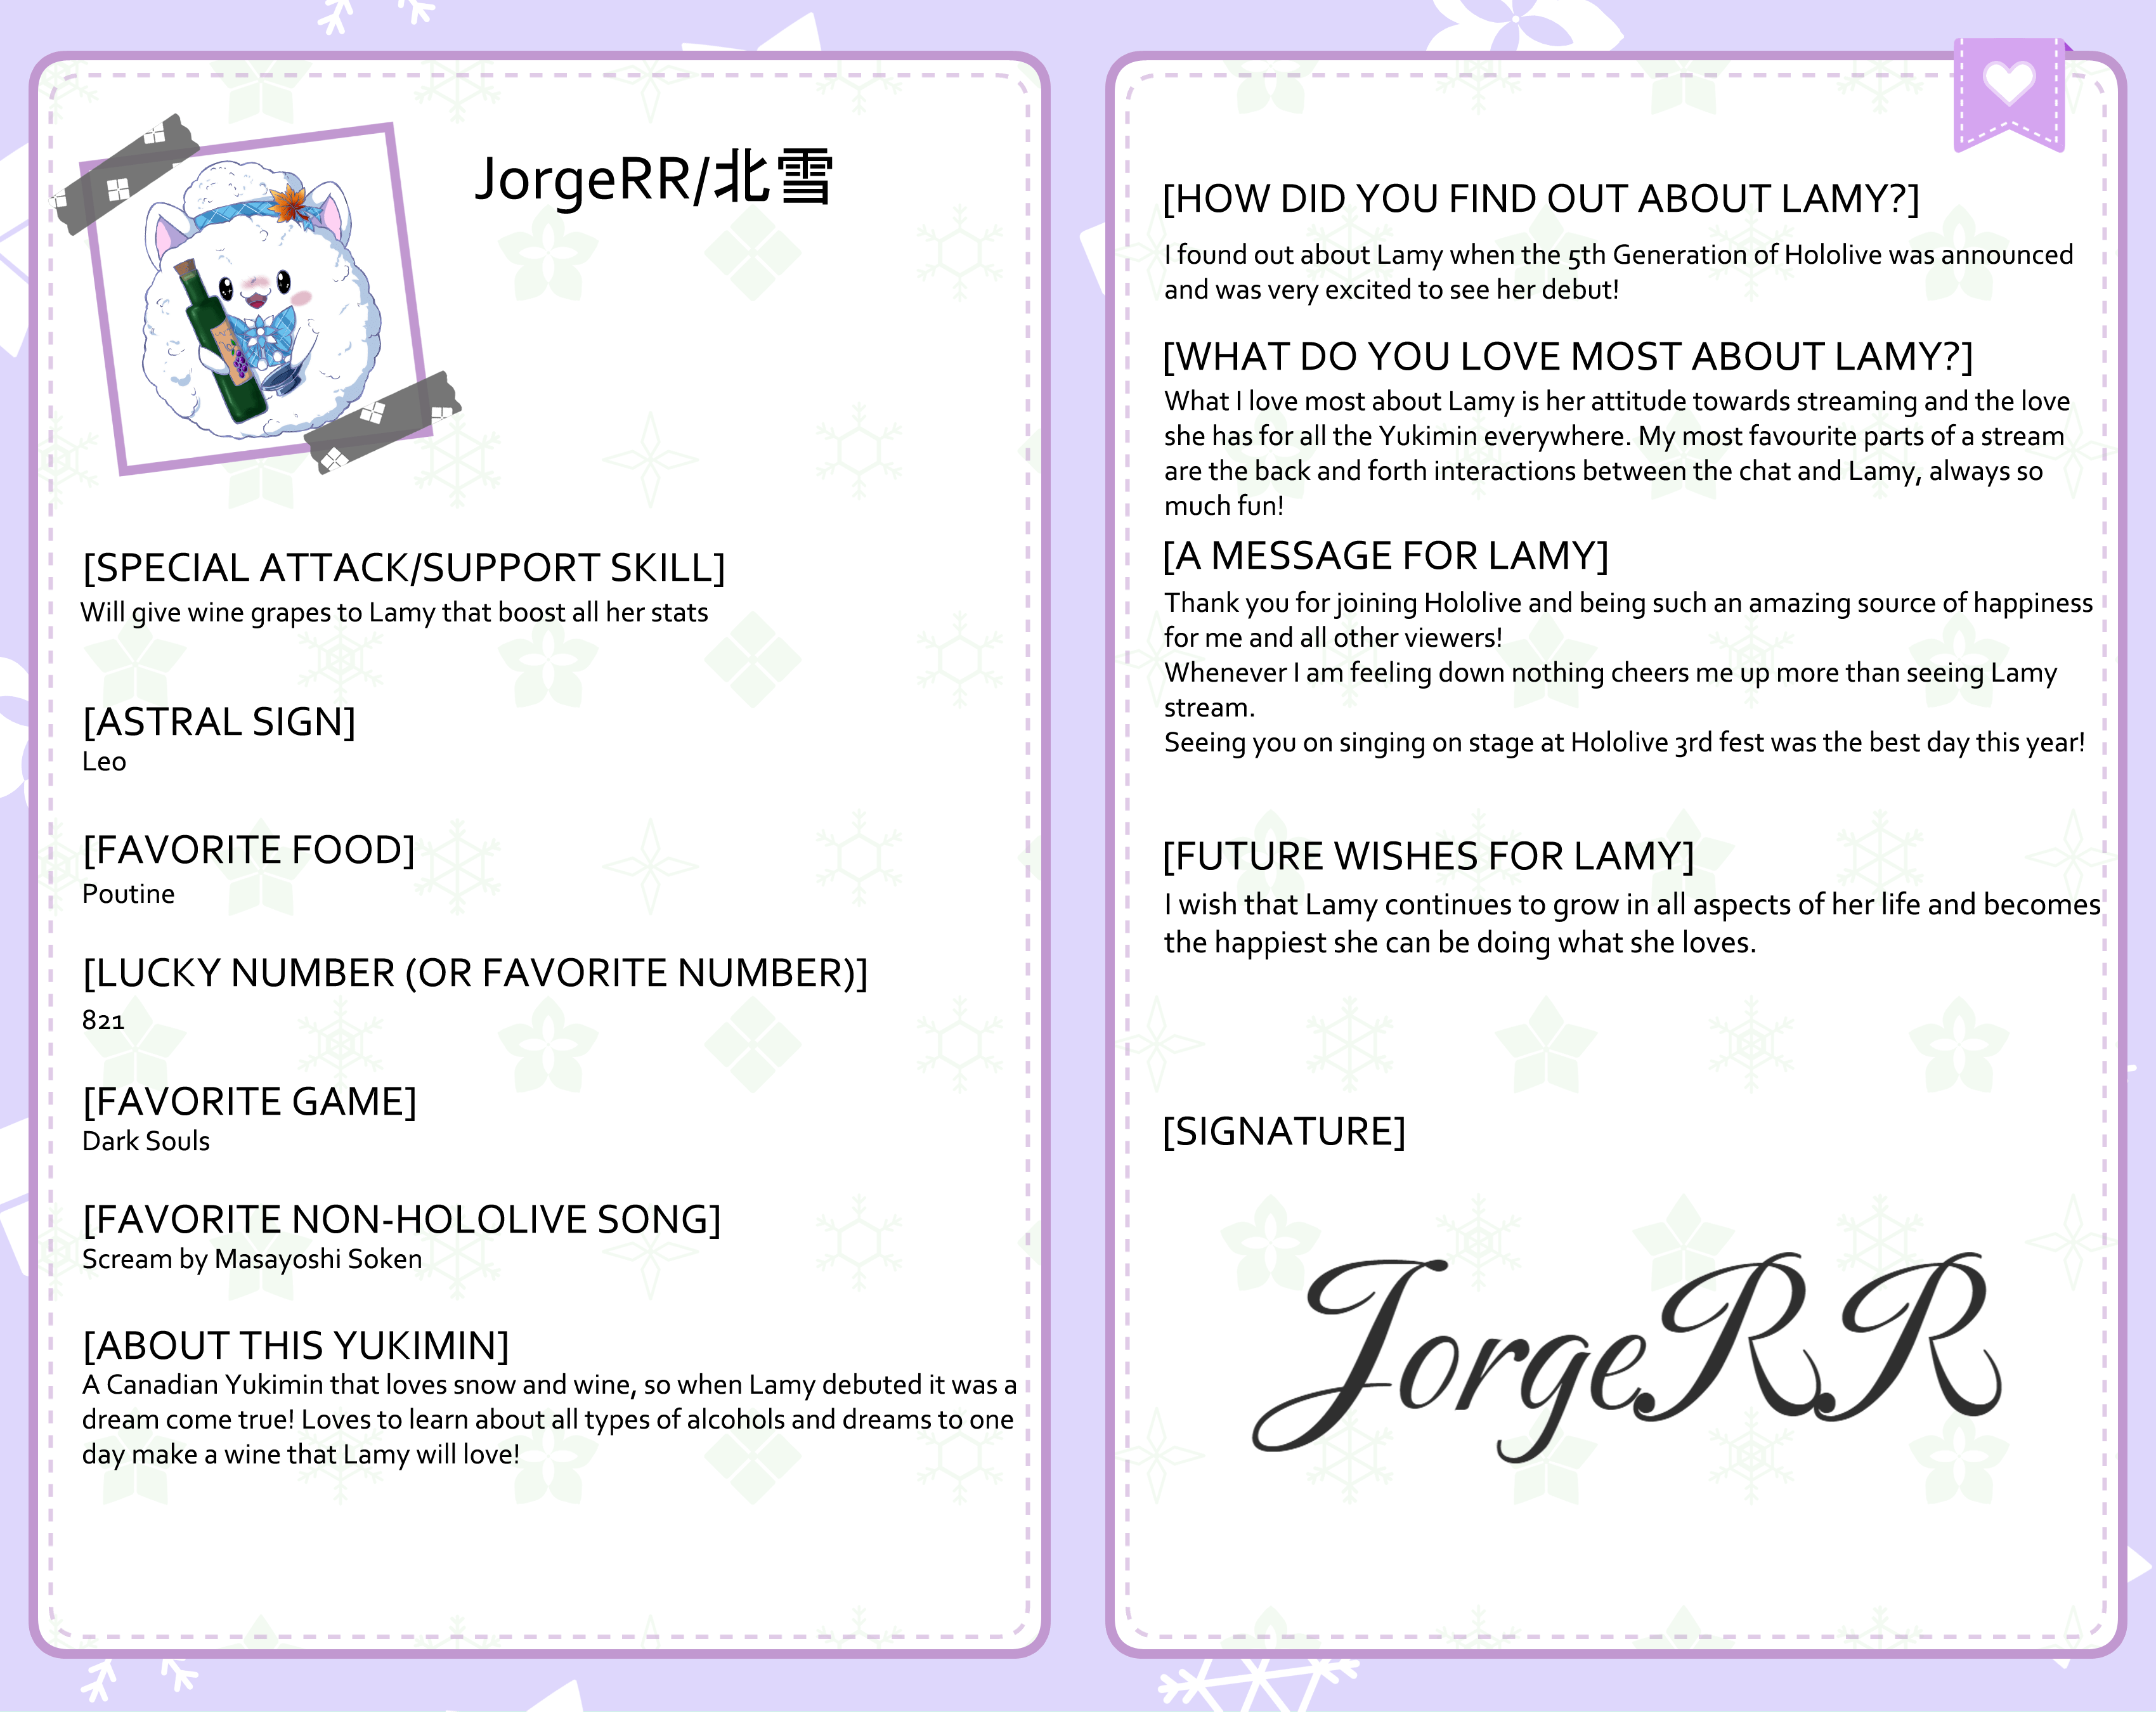 JorgeRR/北雪
[SPECIAL ATTACK/SUPPORT SKILL]
Will give wine grapes to Lamy that boost all her stats
[ASTRAL SIGN]
Leo
[FAVORITE FOOD]
Poutine
[LUCKY NUMBER (OR FAVORITE NUMBER)]
821
[FAVORITE GAME]
Dark Souls
[FAVORITE NON-HOLOLIVE SONG]
Scream by Masayoshi Soken
[ABOUT THIS YUKIMIN]
A Canadian Yukimin that loves snow and wine, so when Lamy debuted it was a
dream come true! Loves to learn about all types of alcohols and dreams to one
day make a wine that Lamy will love!
[HOW DID YOU FIND OUT ABOUT LAMY?]
I found out about Lamy when the 5th Generation of Hololive was announced
and was very excited to see her debut!
[WHAT DO YOU LOVE MOST ABOUT LAMY?]
What I love most about Lamy is her attitude towards streaming and the love
she has for all the Yukimin everywhere. My most favourite parts of a stream
are the back and forth interactions between the chat and Lamy, always so
much fun!
[A MESSAGE FOR LAMY]
Thank you for joining Hololive and being such an amazing source of happiness
for me and all other viewers!
Whenever I am feeling down nothing cheers me up more than seeing Lamy
stream.
Seeing you on singing on stage at Hololive 3rd fest was the best day this year!
[FUTURE WISHES FOR LAMY]
I wish that Lamy continues to grow in all aspects of her life and becomes
the happiest she can be doing what she loves.
[SIGNATURE]
JorgeRR